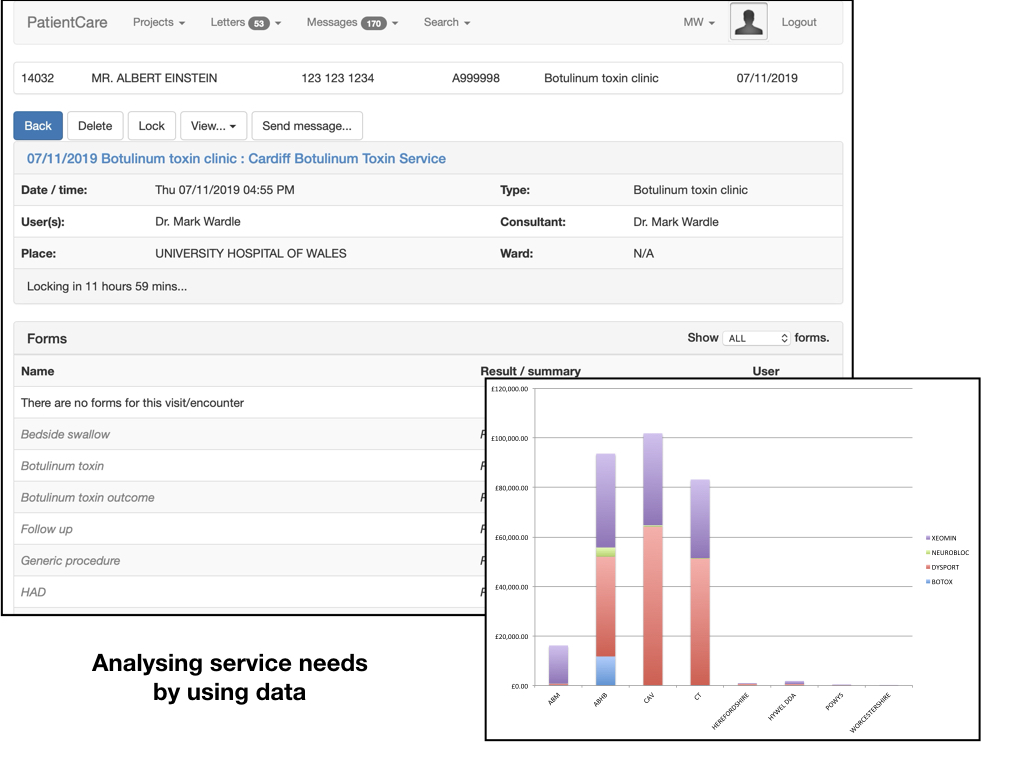 PatientCare Projects Letters 53 Messages 170 Search MW Logout
14032 MR. ALBERT EINSTEIN 123 123 1234 A999998 Botulinum toxin clinic 07/11/2019
Back Delete Lock View... Send message...
07/11/2019 Botulinum toxin clinic : Cardiff Botulinum Toxin Service
Date / time: Thu 07/11/2019 04:55 PM Type: Botulinum toxin clinic
User(s): Dr. Mark Wardle Consultant: Dr. Mark Wardle
Place: UNIVERSITY HOSPITAL OF WALES Ward: N/A
Locking in 11 hours 59 mins...
Forms Show ALL forms.
Name Result / summary User
There are no forms for this visit/encounter
Bedside swallow
Botulinum toxin
Botulinum toxin outcome
Follow up
Generic procedure
HAD
£120,000.00
£100,000.00
£80,000.00
£60,000.00
£40,000.00
£20,000.00
£0.00
ABM ABHB CAV CT HEREFORDSHIRE HYWEL DDA POWYS WORCESTERSHIRE
XEOMIN
NEUROBLOC
DYSPORT
BOTOX
Analysing service needs
by using data